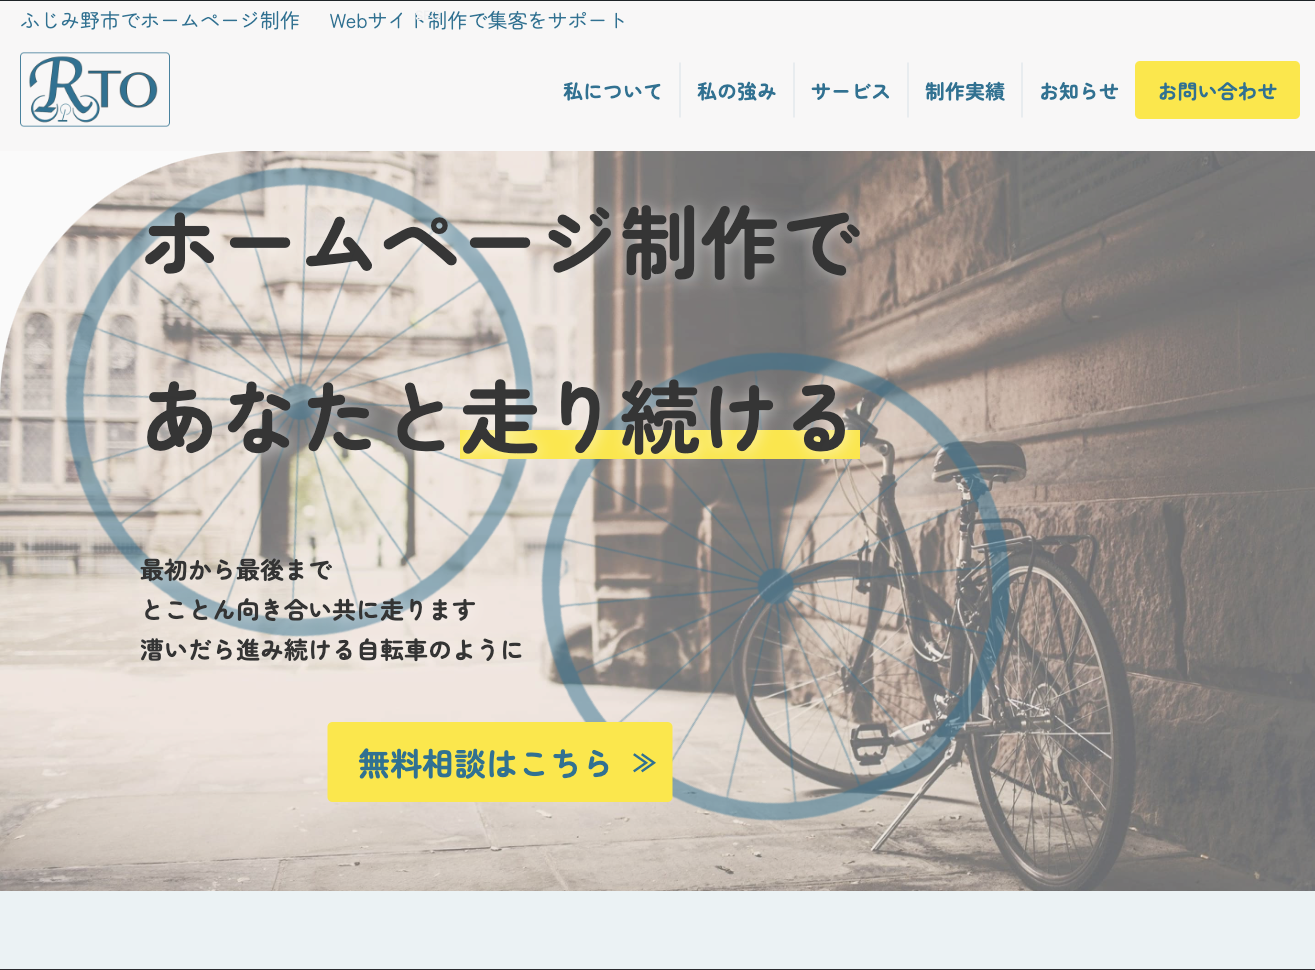 ふじみ野市でホームページ制作 Webサイト制作で集客をサポート
RTO
私について 私の強み サービス 制作実績 お知らせ お問い合わせ
ホームページ制作で
あなたと走り続ける
最初から最後まで
とことん向き合い共に走ります
漕いだら進み続ける自転車のように
無料相談はこちら